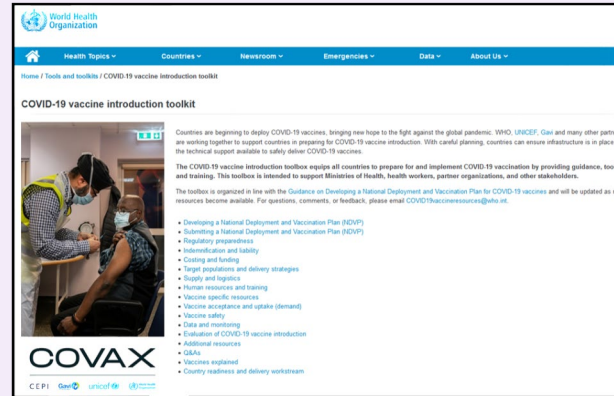 World Health
Organization
Health Topics
Countries
Newsroom
Emergencies
Data
About Us
Home / Tools and toolkits / COVID-19 vaccine introduction toolkit
COVID-19 vaccine introduction toolkit
Countries are beginning to deploy COVID-19 vaccines, bringing new hope to the fight against the global pandemic. WHO, UNICEF, Gavi and many other
are working together to support countries in preparing for COVID-19 vaccine introduction. With careful planning, countries can ensure infrastructure is in place
the technical support available to safely deliver COVID-19 vaccines.
The COVID-19 vaccine introduction toolbox equips all countries to prepare for and implement COVID-19 vaccination by providing guidance,
and training. This toolbox is intended to support Ministries of Health, health workers, partner organizations, and other stakeholders.
The toolbox is organized in line with the Guidance on Developing a National Deployment and Vaccination Plan for COVID-19 vaccines and will be updated as
resources become available. For questions, comments, or feedback, please email COVID19vaccineresources@who.int.
• Developing a National Deployment and Vaccination Plan (NDVP)
• Submitting a National Deployment and Vaccination Plan (NDVP)
• Regulatory preparedness
• Indemnification and liability
• Costing and funding
• Target populations and delivery strategies
• Supply and logistics
• Human resources and training
• Vaccine specific resources
• Vaccine acceptance and uptake (demand)
• Vaccine safety
• Data and monitoring
• Evaluation of COVID-19 vaccine introduction
• Additional resources
• Q&As
• Vaccines explained
• Country readiness and delivery workstream
COVAX
CEPI Gavi unicef